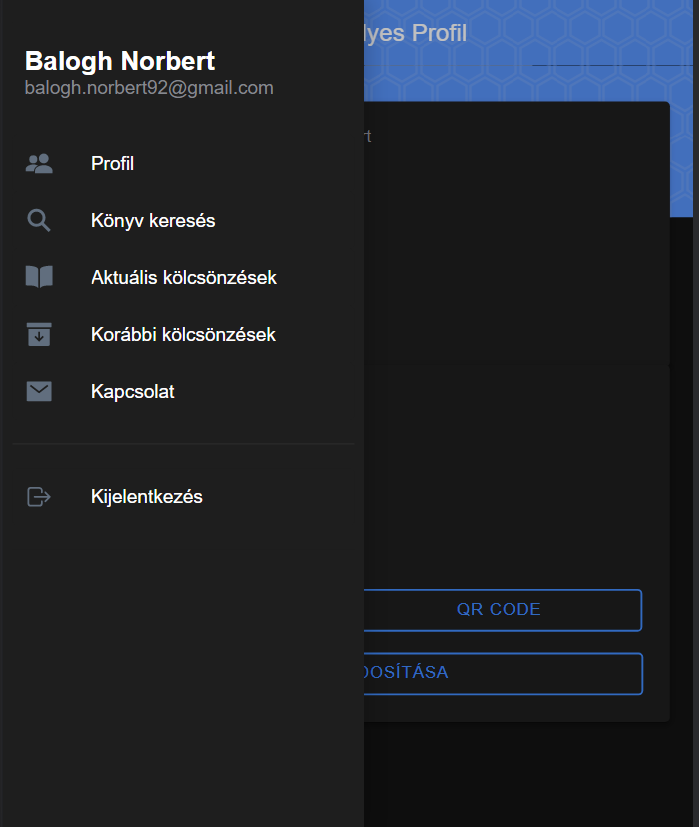 Balogh Norbert
balogh.norbert92@gmail.com
Profil
Könyv keresés
Aktuális kölcsönzések
Korábbi kölcsönzések
Kapcsolat
Kijelentkezés
lyes Profil
rt
QR CODE
DOSÍTÁSA